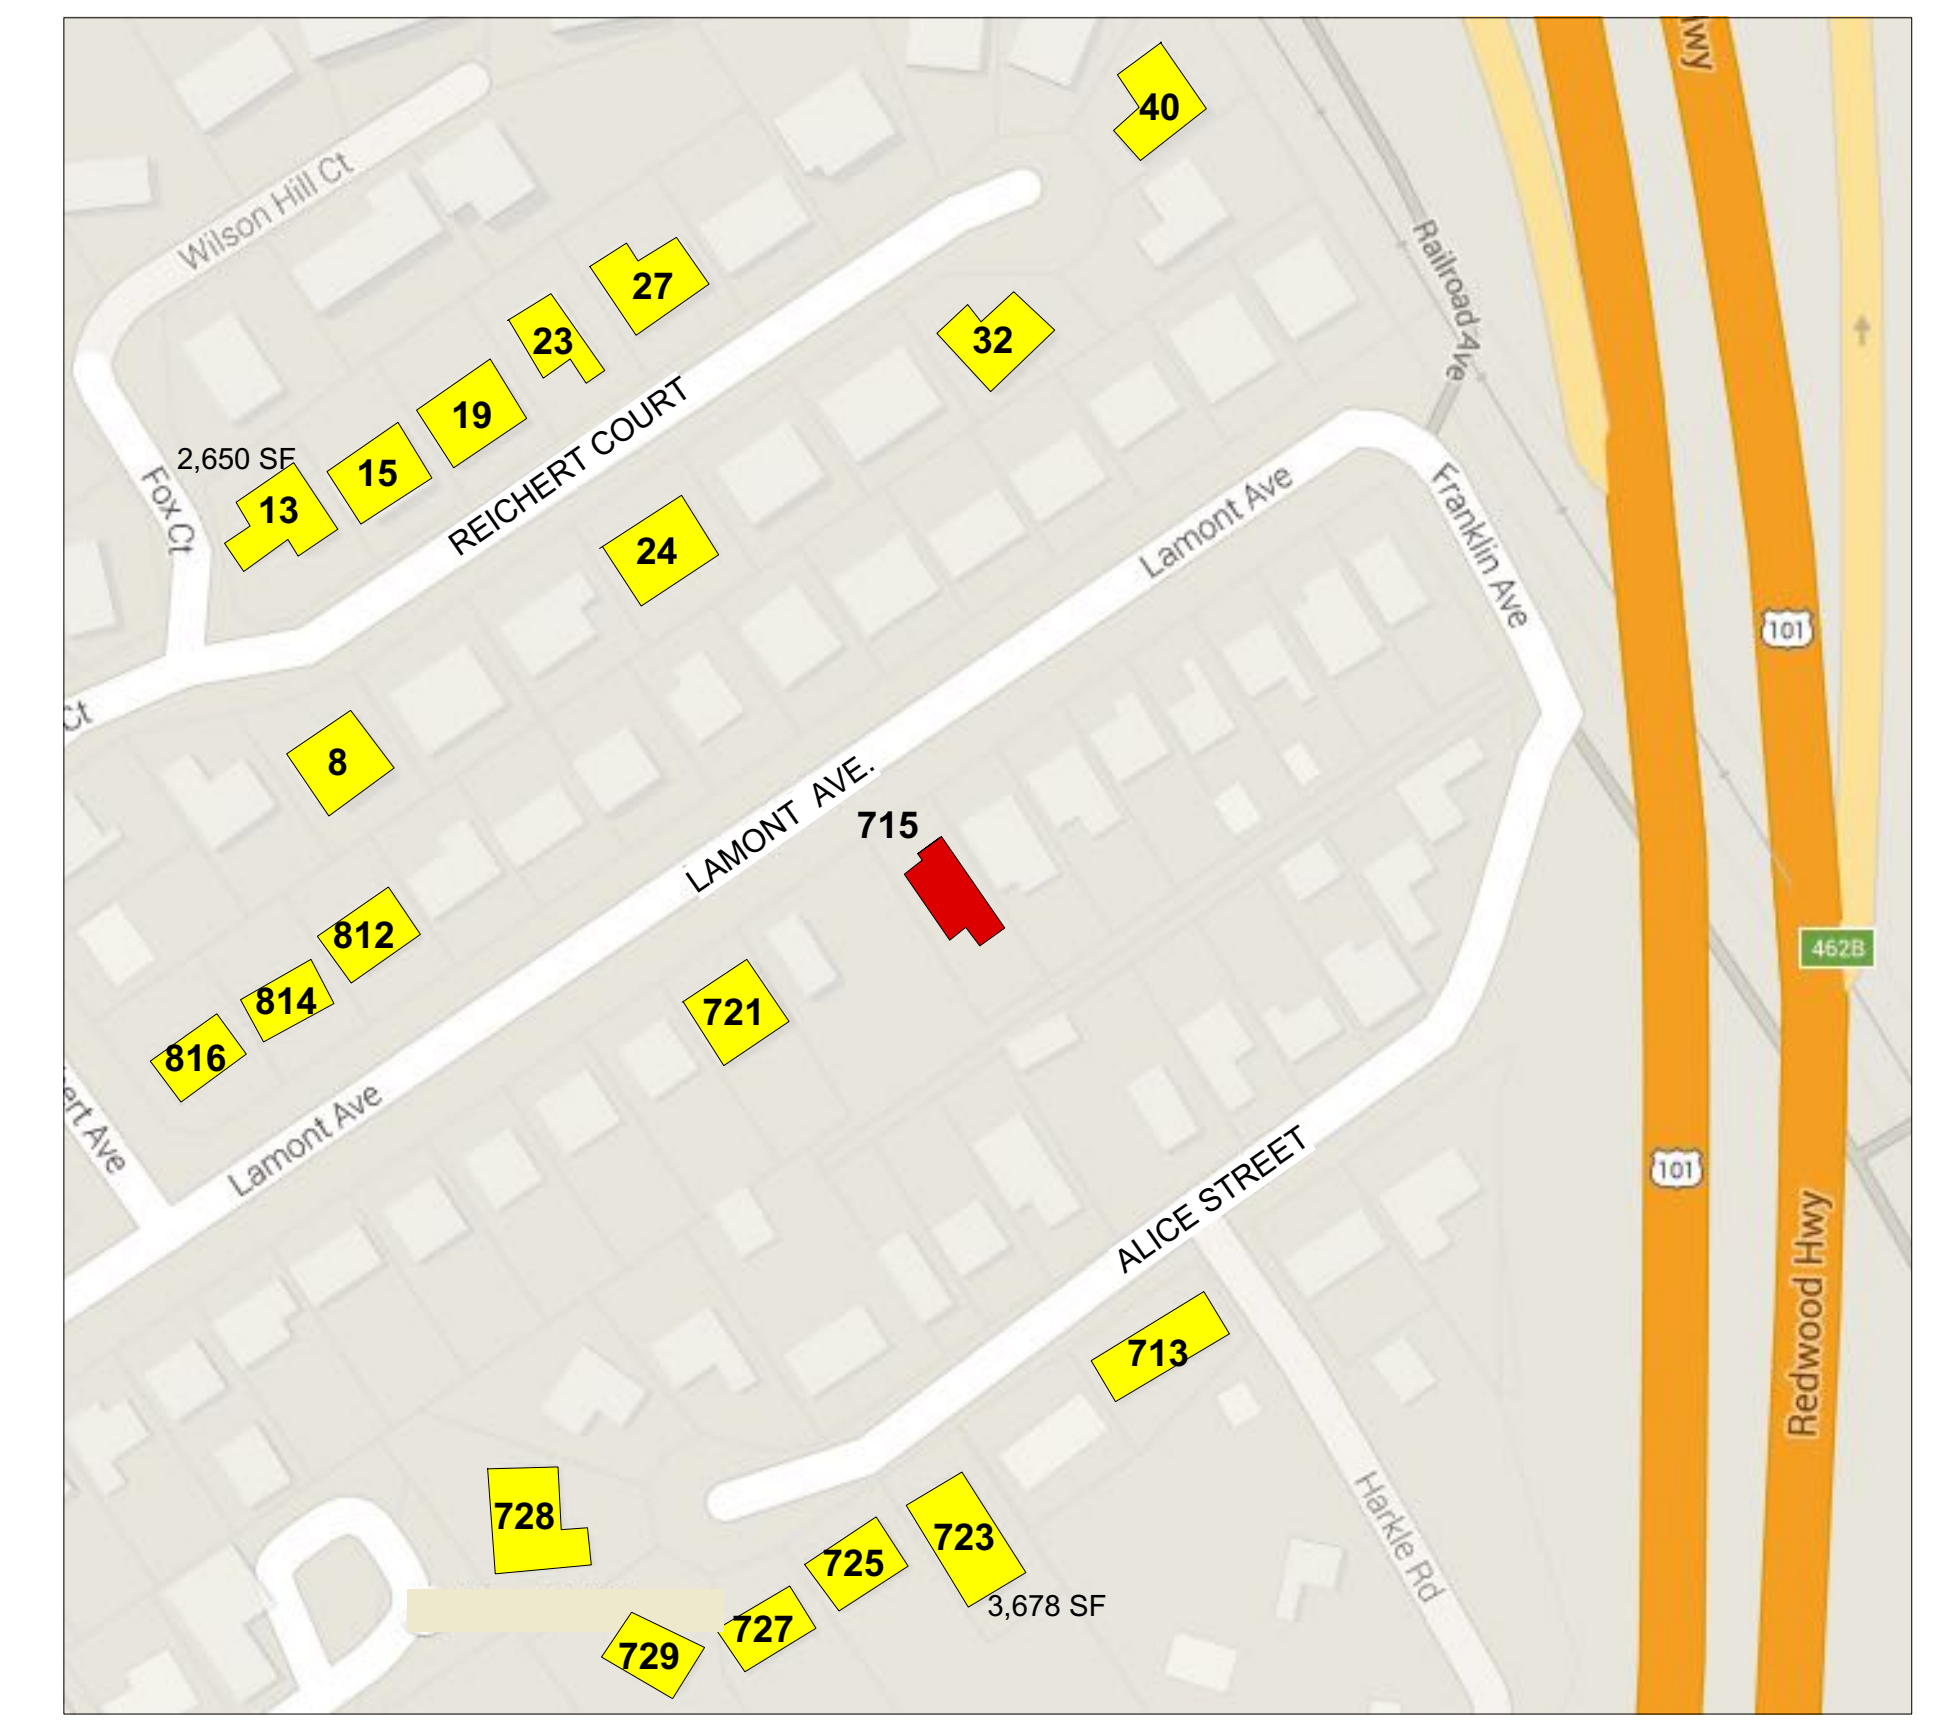 Hwy
40
Wilson Hill Ct
27
23
32
Railroad Ave
19
2,650 SF
15
13
REICHERT COURT
Fox Ct
24
Lamont Ave
Franklin Ave
101
Ct
8
LAMONT AVE.
715
812
814
721
816
462B
Lamont Ave
ert Ave
ALICE STREET
101
Redwood Hwy
713
728
723
725
Harkle Rd
3,678 SF
727
729